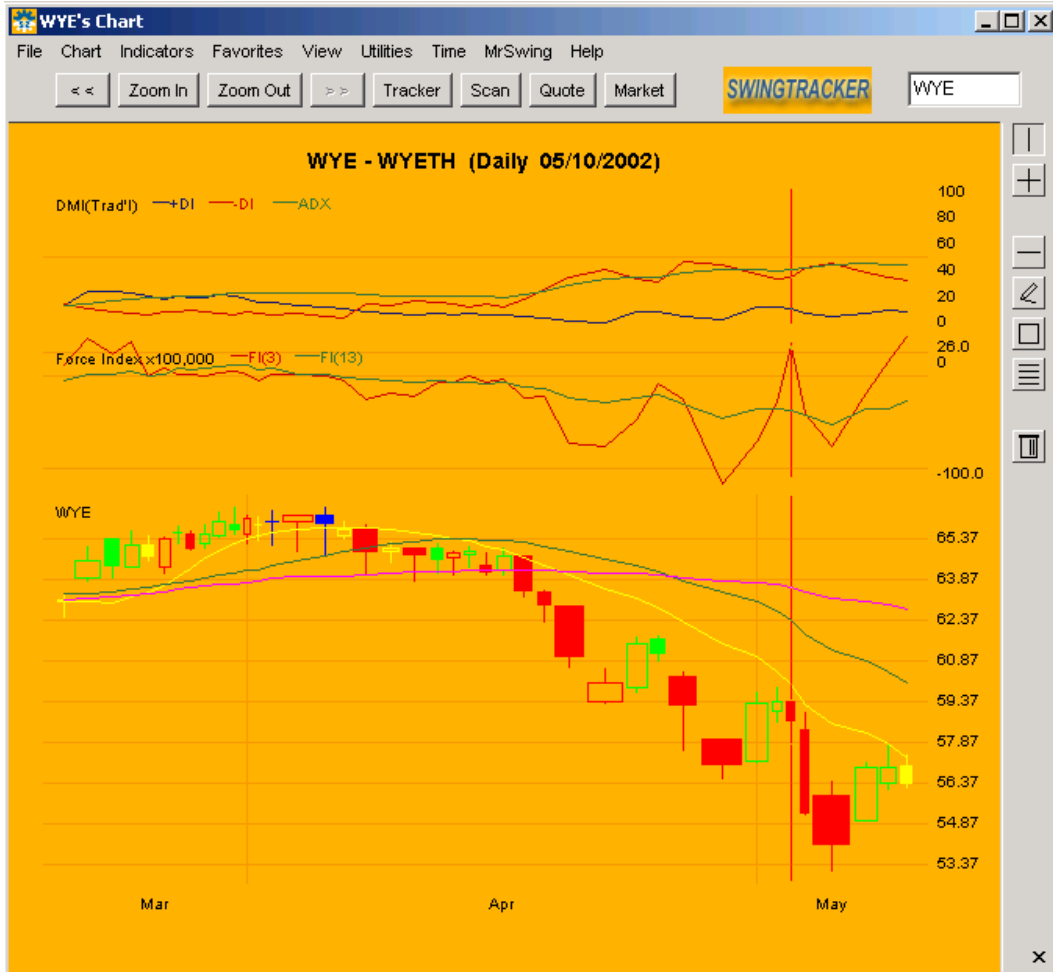 WYE's Chart
File Chart Indicators Favorites View Utilities Time MrSwing Help
< < Zoom In Zoom Out > > Tracker Scan Quote Market SWINGTRACKER WYE
WYE - WYETH (Daily 05/10/2002)
DMI(Trad'l) +DI -DI ADX
100
80
60
40
20
0
Force Index x100,000 FI(3) FI(13)
26.0
0
-100.0
WYE
65.37
63.87
62.37
60.87
59.37
57.87
56.37
54.87
53.37
Mar Apr May